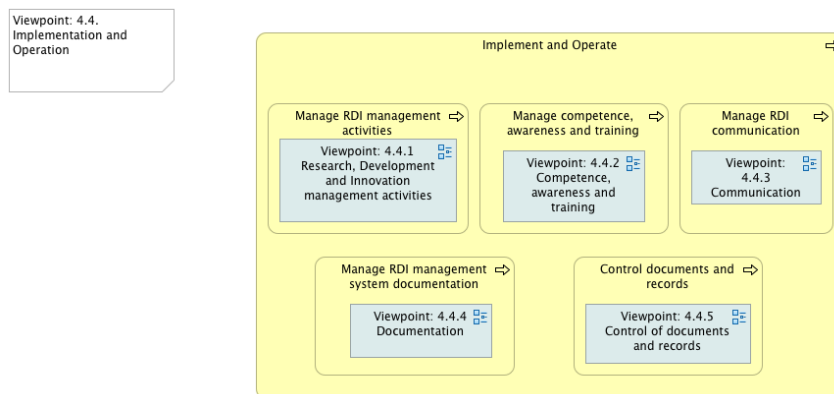 Viewpoint: 4.4.
Implementation and
Operation
Implement and Operate
Manage RDI management
activities
Viewpoint: 4.4.1
Research, Development
and Innovation
management activities
Manage competence,
awareness and training
Viewpoint: 4.4.2
Competence,
awareness and
training
Manage RDI
communication
Viewpoint:
4.4.3
Communication
Manage RDI management
system documentation
Viewpoint: 4.4.4
Documentation
Control documents and
records
Viewpoint: 4.4.5
Control of documents
and records